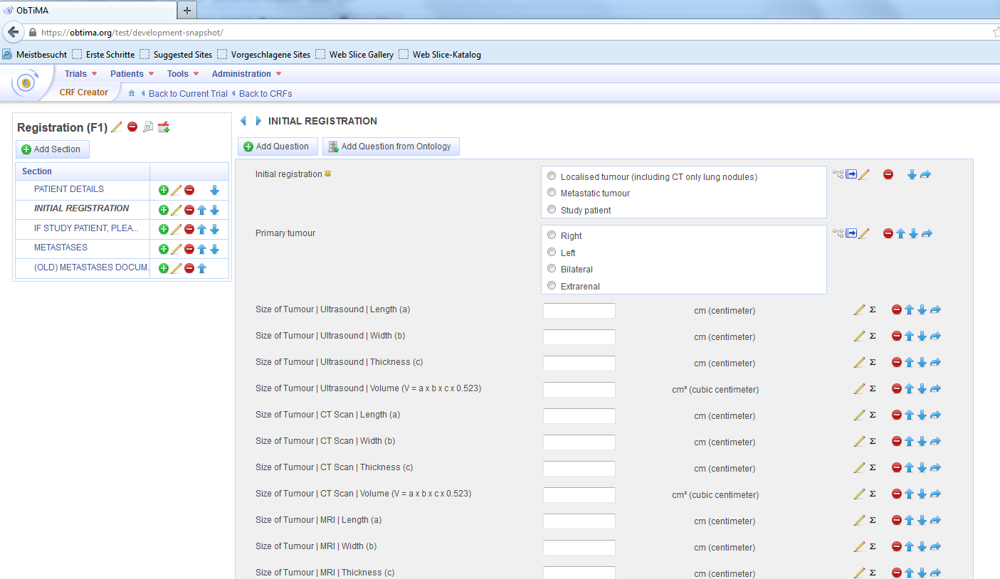 ObTiMA
https://obtima.org/test/development-snapshot/
Meistbesucht Erste Schritte Suggested Sites Vorgeschlagene Sites Web Slice Gallery Web Slice-Katalog
Trials Patients Tools Administration
CRF Creator Back to Current Trial Back to CRFs
Registration (F1)
Add Section
Section
PATIENT DETAILS
INITIAL REGISTRATION
IF STUDY PATIENT, PLEA...
METASTASES
(OLD) METASTASES DOCUM.
INITIAL REGISTRATION
Add Question Add Question from Ontology
Initial registration
Localised tumour (including CT only lung nodules)
Metastatic tumour
Study patient
Primary tumour
Right
Left
Bilateral
Extrarenal
Size of Tumour | Ultrasound | Length (a) cm (centimeter) Σ
Size of Tumour | Ultrasound | Width (b) cm (centimeter) Σ
Size of Tumour | Ultrasound | Thickness (c) cm (centimeter) Σ
Size of Tumour | Ultrasound | Volume (V = a x b x c x 0.523) cm³ (cubic centimeter) Σ
Size of Tumour | CT Scan | Length (a) cm (centimeter) Σ
Size of Tumour | CT Scan | Width (b) cm (centimeter) Σ
Size of Tumour | CT Scan | Thickness (c) cm (centimeter) Σ
Size of Tumour | CT Scan | Volume (V = a x b x c x 0.523) cm³ (cubic centimeter) Σ
Size of Tumour | MRI | Length (a) cm (centimeter) Σ
Size of Tumour | MRI | Width (b) cm (centimeter) Σ
Size of Tumour | MRI | Thickness (c) cm (centimeter) Σ